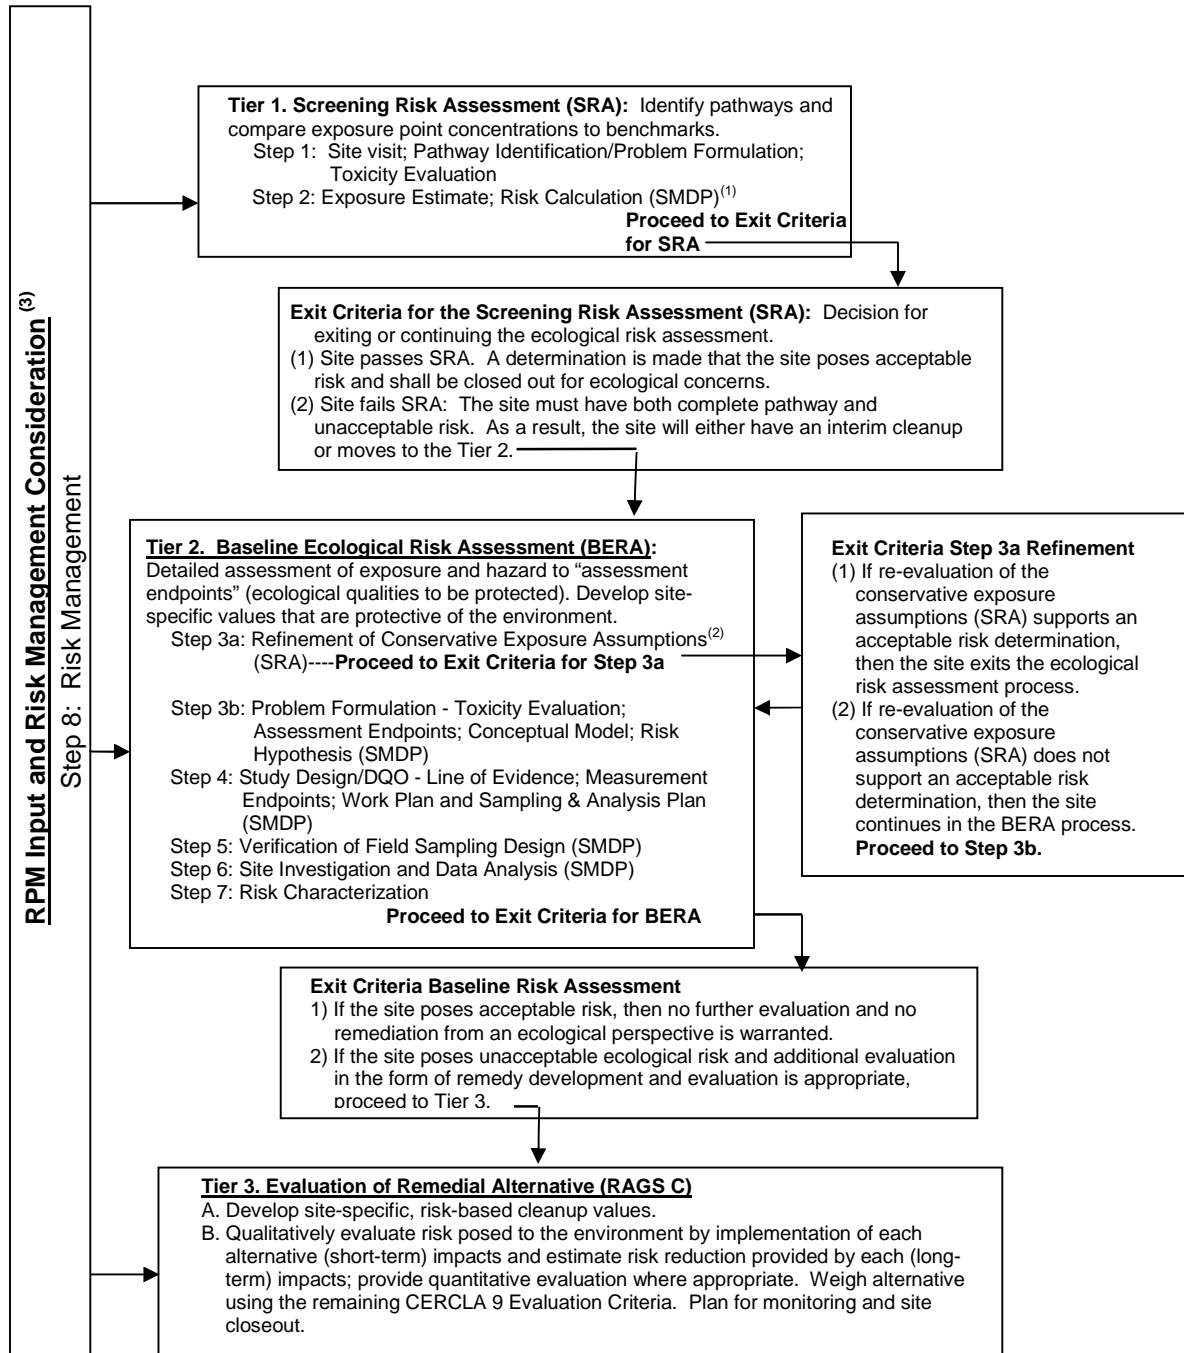 RPM Input and Risk Management Consideration (3)
Step 8: Risk Management
Tier 1. Screening Risk Assessment (SRA): Identify pathways and
compare exposure point concentrations to benchmarks.
Step 1: Site visit; Pathway Identification/Problem Formulation;
Toxicity Evaluation
Step 2: Exposure Estimate; Risk Calculation (SMDP)(1)
Proceed to Exit Criteria
for SRA
Exit Criteria for the Screening Risk Assessment (SRA): Decision for
exiting or continuing the ecological risk assessment.
(1) Site passes SRA. A determination is made that the site poses acceptable
risk and shall be closed out for ecological concerns.
(2) Site fails SRA: The site must have both complete pathway and
unacceptable risk. As a result, the site will either have an interim cleanup
or moves to the Tier 2.
Tier 2. Baseline Ecological Risk Assessment (BERA):
Detailed assessment of exposure and hazard to “assessment
endpoints” (ecological qualities to be protected). Develop site-
specific values that are protective of the environment.
Step 3a: Refinement of Conservative Exposure Assumptions(2)
(SRA)----Proceed to Exit Criteria for Step 3a
Step 3b: Problem Formulation - Toxicity Evaluation;
Assessment Endpoints; Conceptual Model; Risk
Hypothesis (SMDP)
Step 4: Study Design/DQO - Line of Evidence; Measurement
Endpoints; Work Plan and Sampling & Analysis Plan
(SMDP)
Step 5: Verification of Field Sampling Design (SMDP)
Step 6: Site Investigation and Data Analysis (SMDP)
Step 7: Risk Characterization
Proceed to Exit Criteria for BERA
Exit Criteria Step 3a Refinement
(1) If re-evaluation of the
conservative exposure
assumptions (SRA) supports an
acceptable risk determination,
then the site exits the ecological
risk assessment process.
(2) If re-evaluation of the
conservative exposure
assumptions (SRA) does not
support an acceptable risk
determination, then the site
continues in the BERA process.
Proceed to Step 3b.
Exit Criteria Baseline Risk Assessment
1) If the site poses acceptable risk, then no further evaluation and no
remediation from an ecological perspective is warranted.
2) If the site poses unacceptable ecological risk and additional evaluation
in the form of remedy development and evaluation is appropriate,
proceed to Tier 3.
Tier 3. Evaluation of Remedial Alternative (RAGS C)
A. Develop site-specific, risk-based cleanup values.
B. Qualitatively evaluate risk posed to the environment by implementation of each
alternative (short-term) impacts and estimate risk reduction provided by each (long-
term) impacts; provide quantitative evaluation where appropriate. Weigh alternative
using the remaining CERCLA 9 Evaluation Criteria. Plan for monitoring and site
closeout.